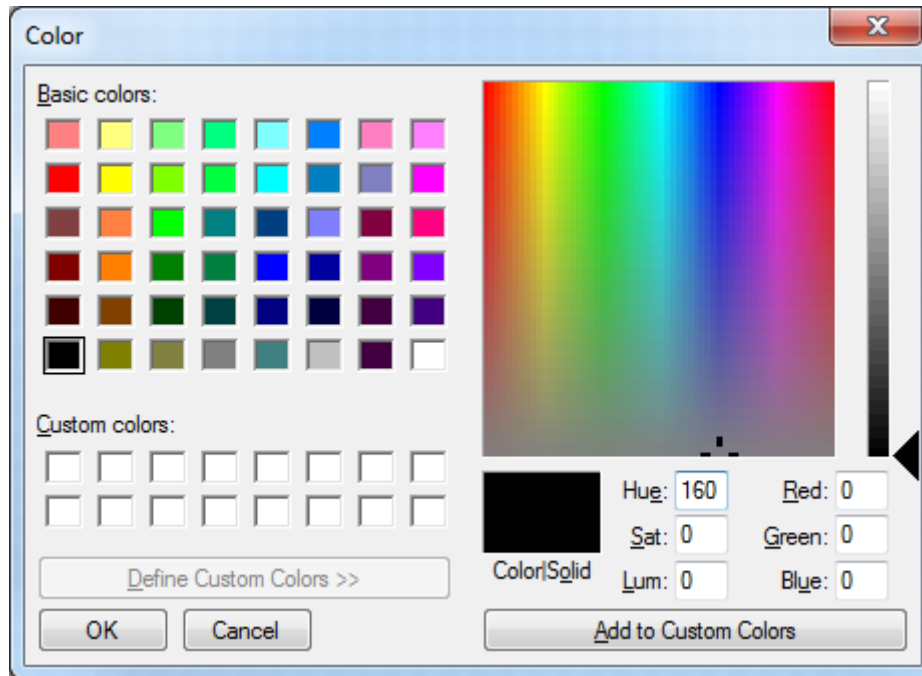 Color
Basic colors:
Custom colors:
Define Custom Colors >>
OK Cancel
Color|Solid
Hue: 160 Red: 0
Sat: 0 Green: 0
Lum: 0 Blue: 0
Add to Custom Colors